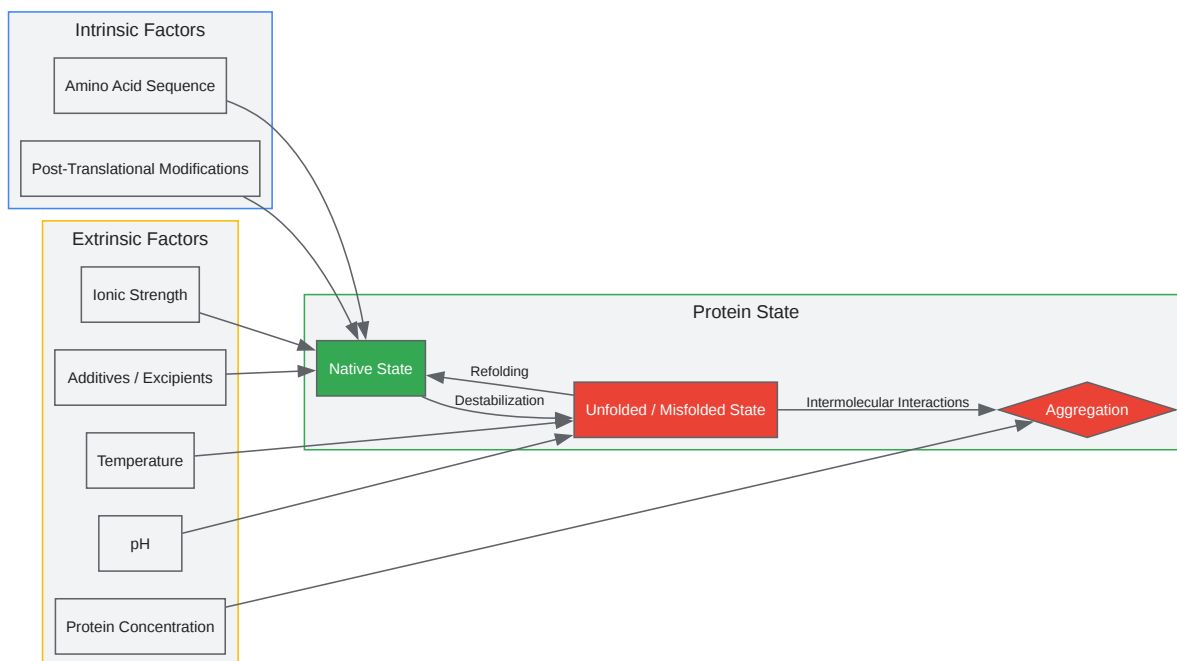 Intrinsic Factors
Amino Acid Sequence
Post-Translational Modifications
Extrinsic Factors
Ionic Strength
Additives / Excipients
Temperature
pH
Protein Concentration
Protein State
Native State
Refolding
Destabilization
Unfolded / Misfolded State
Intermolecular Interactions
Aggregation